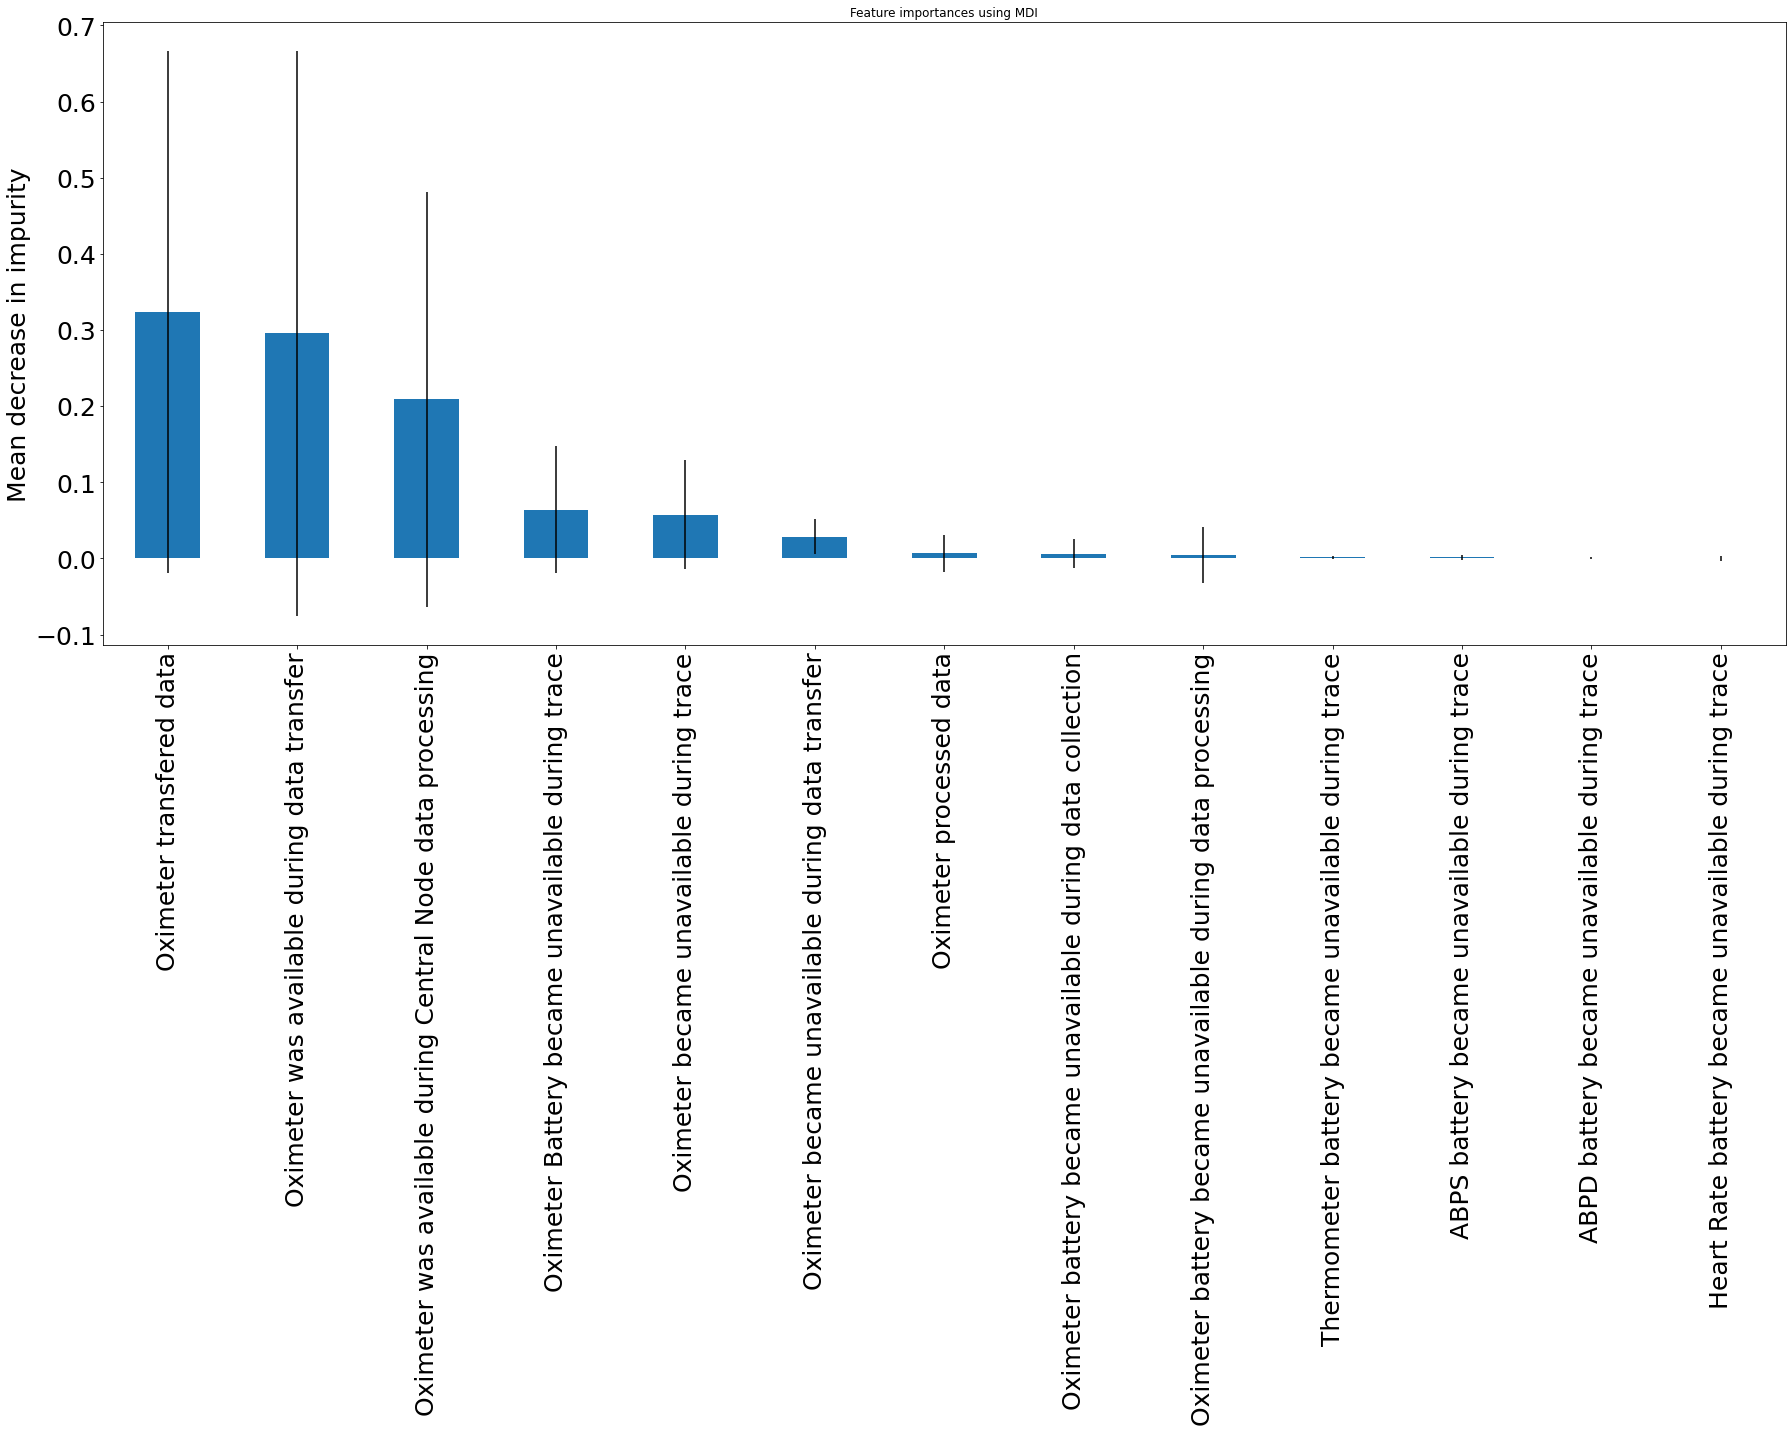 Feature importances using MDI
Mean decrease in impurity
0.7
0.6
0.5
0.4
0.3
0.2
0.1
0.0
−0.1
Oximeter transfered data
Oximeter was available during data transfer
Oximeter was available during Central Node data processing
Oximeter Battery became unavailable during trace
Oximeter became unavailable during trace
Oximeter became unavailable during data transfer
Oximeter processed data
Oximeter battery became unavailable during data collection
Oximeter battery became unavailable during data processing
Thermometer battery became unavailable during trace
ABPS battery became unavailable during trace
ABPD battery became unavailable during trace
Heart Rate battery became unavailable during trace